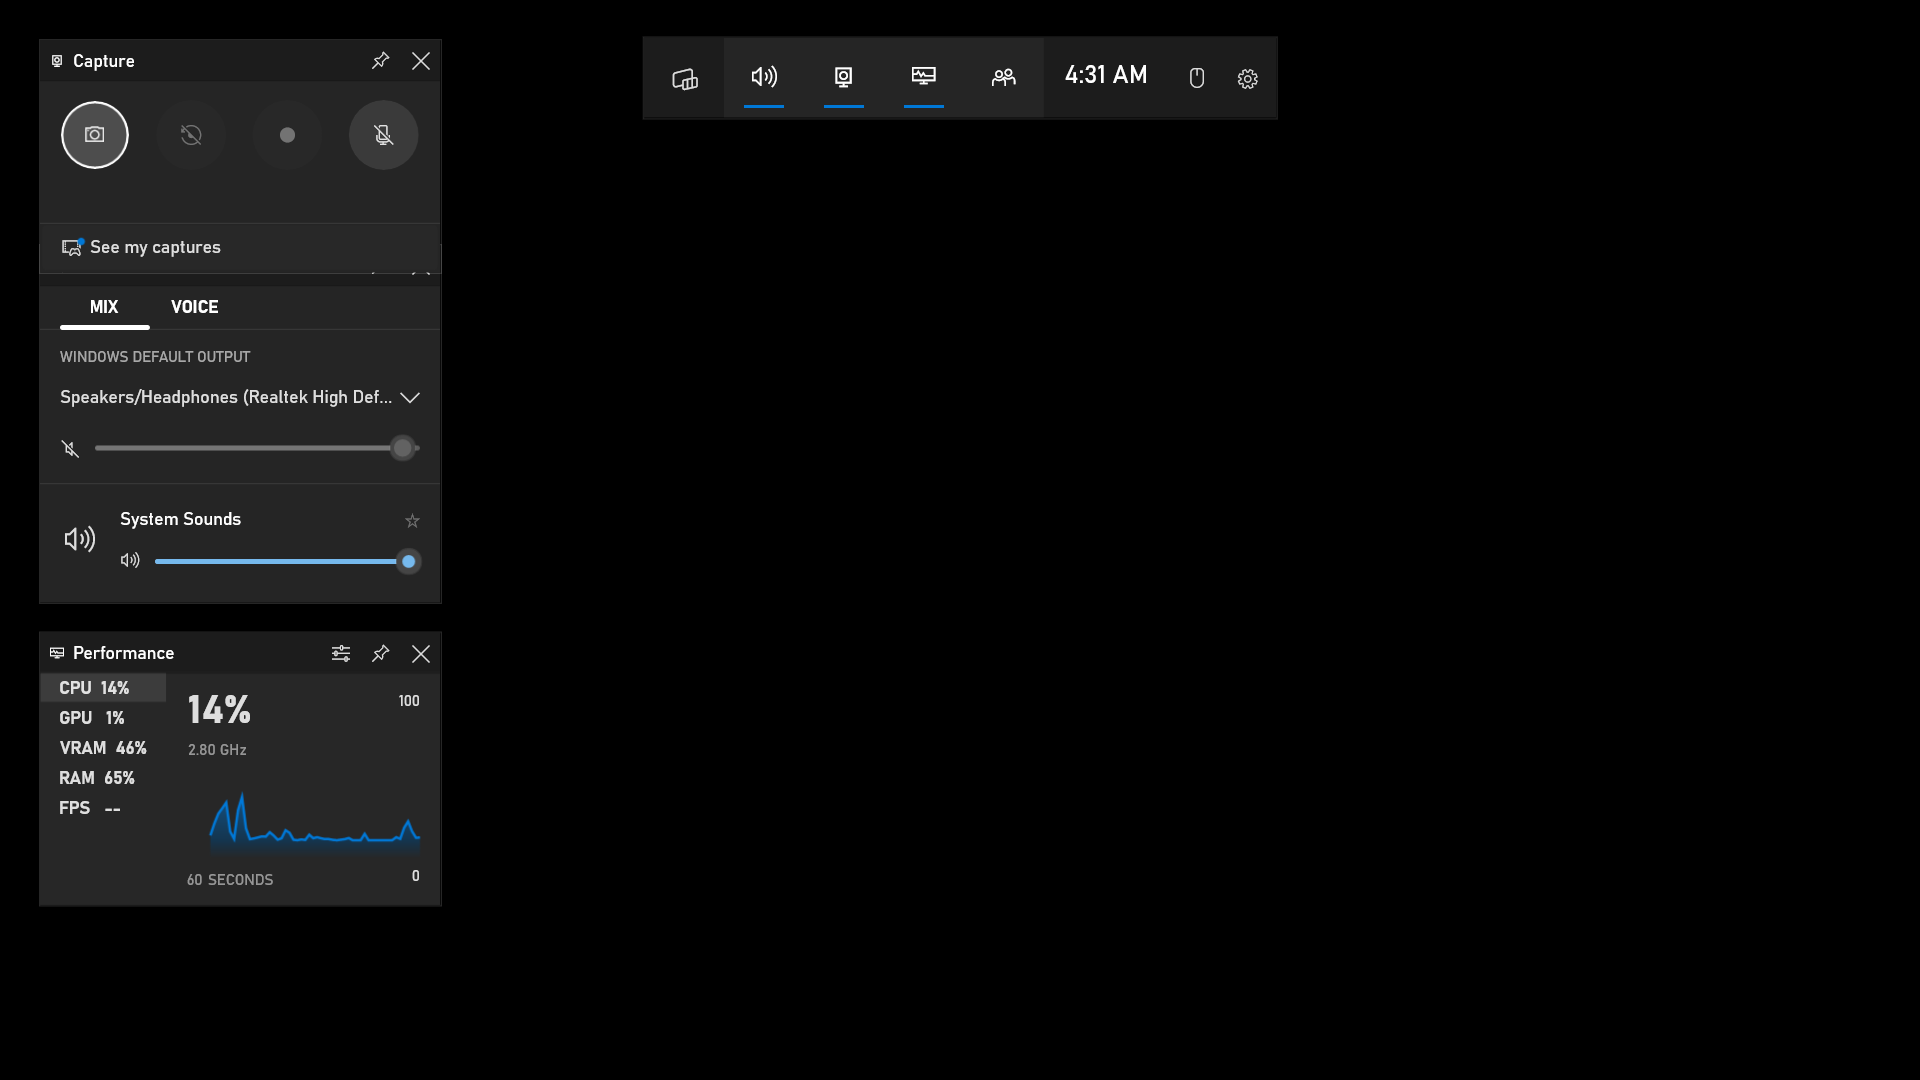 Capture
4:31 AM
See my captures
MIX VOICE
WINDOWS DEFAULT OUTPUT
Speakers/Headphones (Realtek High Def...
System Sounds
Performance
CPU 14%
GPU 1%
VRAM 46%
RAM 65%
FPS --
14%
100
2.80 GHz
60 SECONDS
0